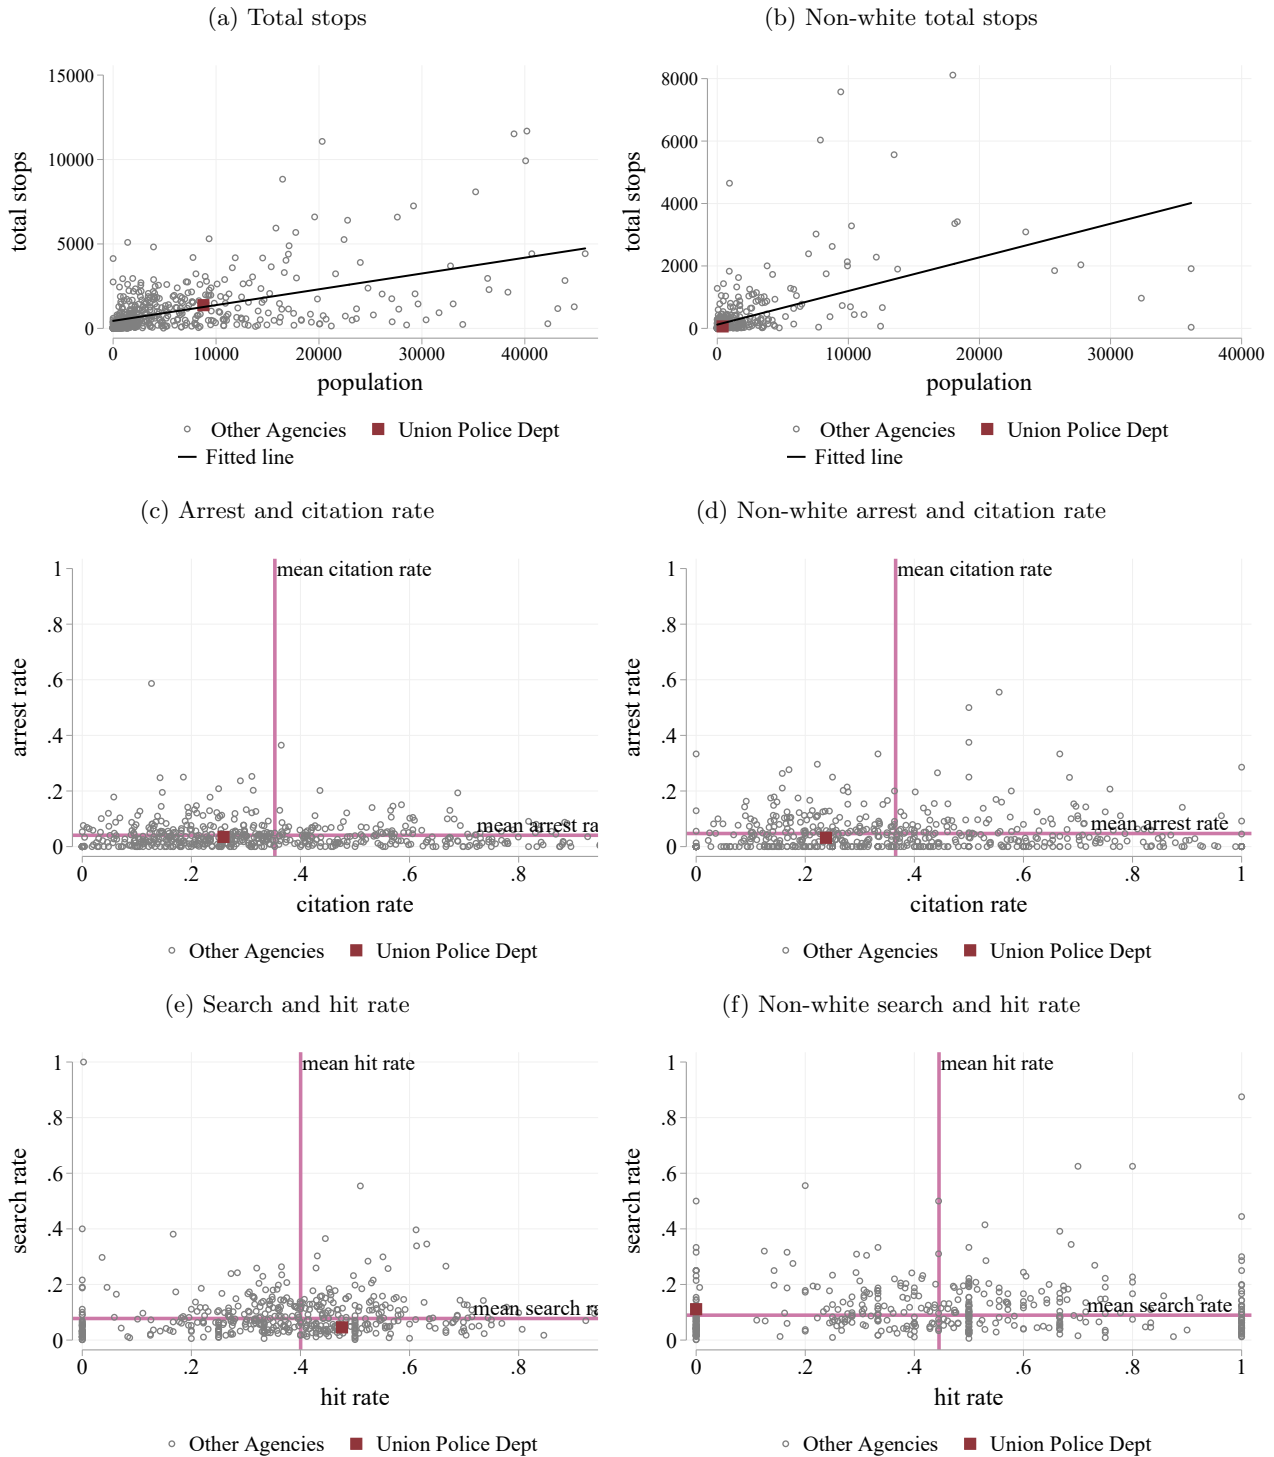 (a) Total stops
(b) Non-white total stops
15000
10000
5000
0
total stops
0 10000 20000 30000 40000
population
Other Agencies Union Police Dept
Fitted line
8000
6000
4000
2000
0
total stops
0 10000 20000 30000 40000
population
Other Agencies Union Police Dept
Fitted line
(c) Arrest and citation rate
(d) Non-white arrest and citation rate
mean citation rate
1
.8
.6
.4
.2
0
arrest rate
mean arrest ra
0 .2 .4 .6 .8
citation rate
Other Agencies Union Police Dept
mean citation rate
1
.8
.6
.4
.2
0
arrest rate
mean arrest rate
0 .2 .4 .6 .8 1
citation rate
Other Agencies Union Police Dept
(e) Search and hit rate
(f) Non-white search and hit rate
mean hit rate
1
.8
.6
.4
.2
0
search rate
mean search ra
0 .2 .4 .6 .8
hit rate
Other Agencies Union Police Dept
mean hit rate
1
.8
.6
.4
.2
0
search rate
mean search rate
0 .2 .4 .6 .8 1
hit rate
Other Agencies Union Police Dept